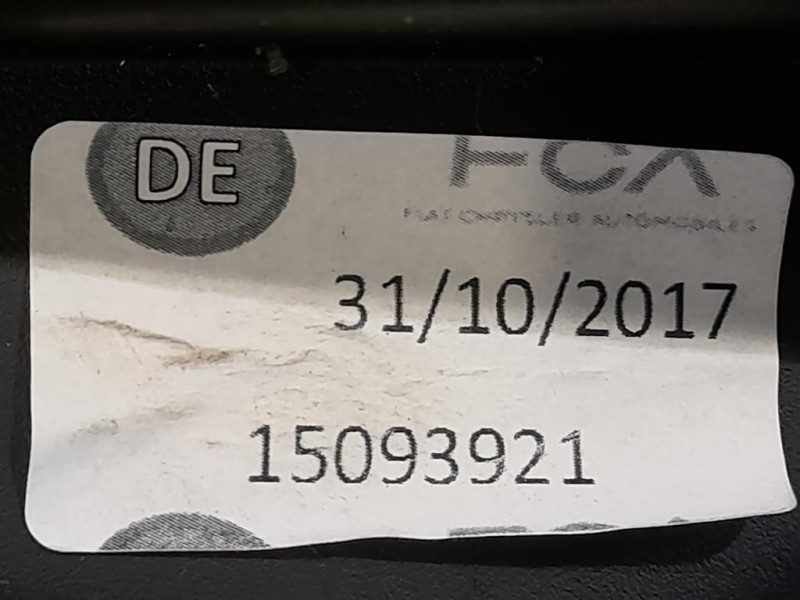 DE
FCA
FIAT CHRYSLER AUTOMOBILES
31/10/2017
15093921